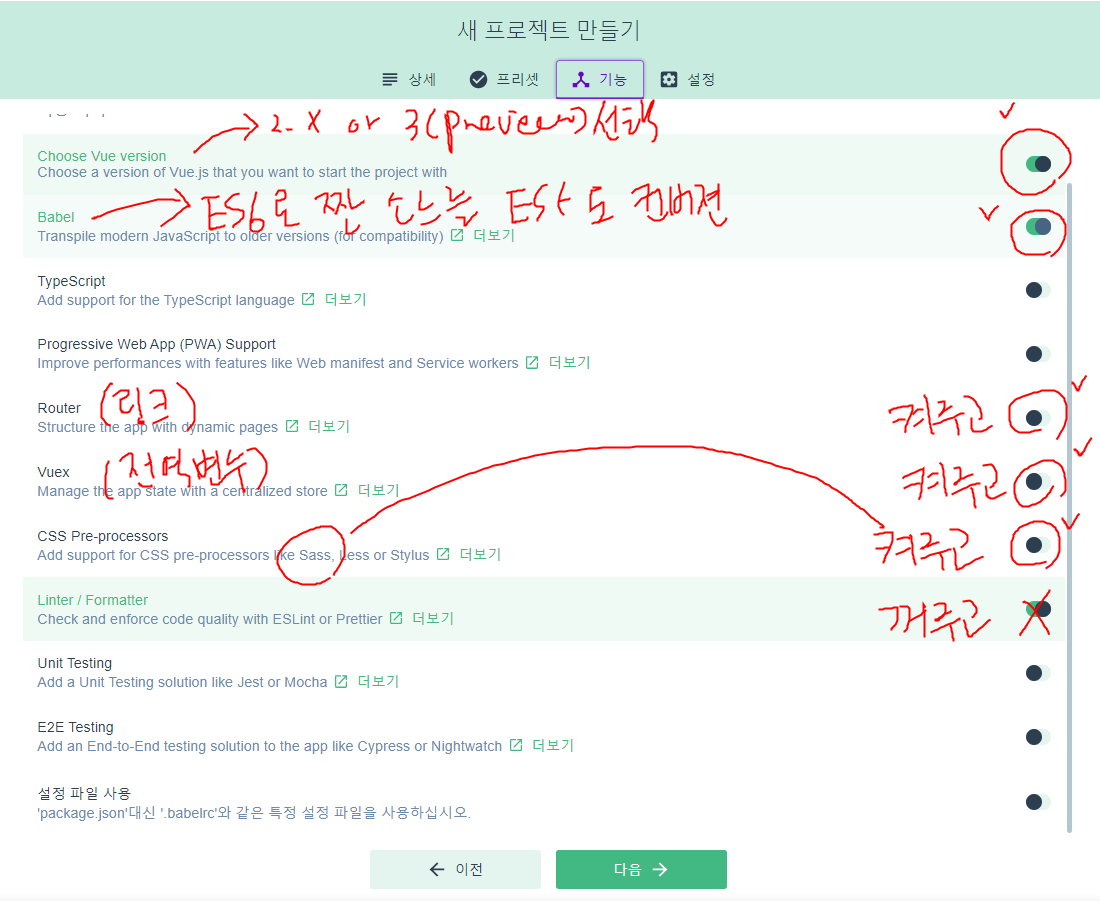 새 프로젝트 만들기
상세 프리셋 기능 설정
→ 2.X or 3(preview)선택
Choose Vue version
Choose a version of Vue.js that you want to start the project with
Babel → ES6로 짠 소스를 ES5로 컨버젼
Transpile modern JavaScript to older versions (for compatibility) 더보기
TypeScript
Add support for the TypeScript language 더보기
Progressive Web App (PWA) Support
Improve performances with features like Web manifest and Service workers 더보기
Router (링크) 켜주고
Structure the app with dynamic pages 더보기
Vuex (전역변수) 켜주고
Manage the app state with a centralized store 더보기
CSS Pre-processors 켜주고
Add support for CSS pre-processors like Sass, Less or Stylus 더보기
Linter / Formatter 꺼주고 X
Check and enforce code quality with ESLint or Prettier 더보기
Unit Testing
Add a Unit Testing solution like Jest or Mocha 더보기
E2E Testing
Add an End-to-End testing solution to the app like Cypress or Nightwatch 더보기
설정 파일 사용
'package.json'대신 '.babelrc'와 같은 특정 설정 파일을 사용하십시오.
← 이전 다음 →